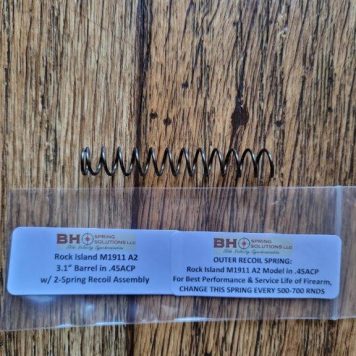 BH SPRING SOLUTIONS LLC
Rock Island M1911 A2
3.1" Barrel in .45ACP
w/ 2-Spring Recoil Assembly
BH SPRING SOLUTIONS LLC
OUTER RECOIL SPRING:
Rock Island M1911 A2 Model in .45ACP
For Best Performance & Service Life of Firearm,
CHANGE THIS SPRING EVERY 500-700 RNDS